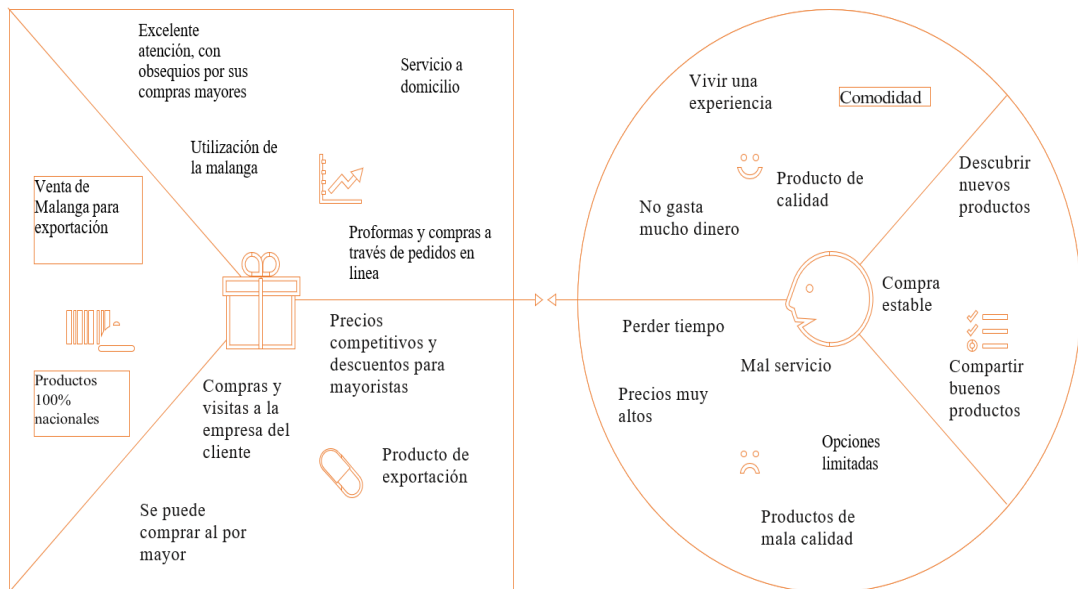 Excelente
atención, con
obsequios por sus
compras mayores
Servicio a
domicilio
Utilización de
la malanga
Venta de
Malanga para
exportación
Proformas y compras a
través de pedidos en
linea
Productos
100%
nacionales
Precios
competitivos y
descuentos para
mayoristas
Compras y
visitas a la
empresa del
cliente
Producto de
exportación
Se puede
comprar al por
mayor
Vivir una
experiencia
Comodidad
Producto de
calidad
No gasta
mucho dinero
Descubrir
nuevos
productos
Compra
estable
Compartir
buenos
productos
Perder tiempo
Mal servicio
Precios muy
altos
Opciones
limitadas
Productos de
mala calidad